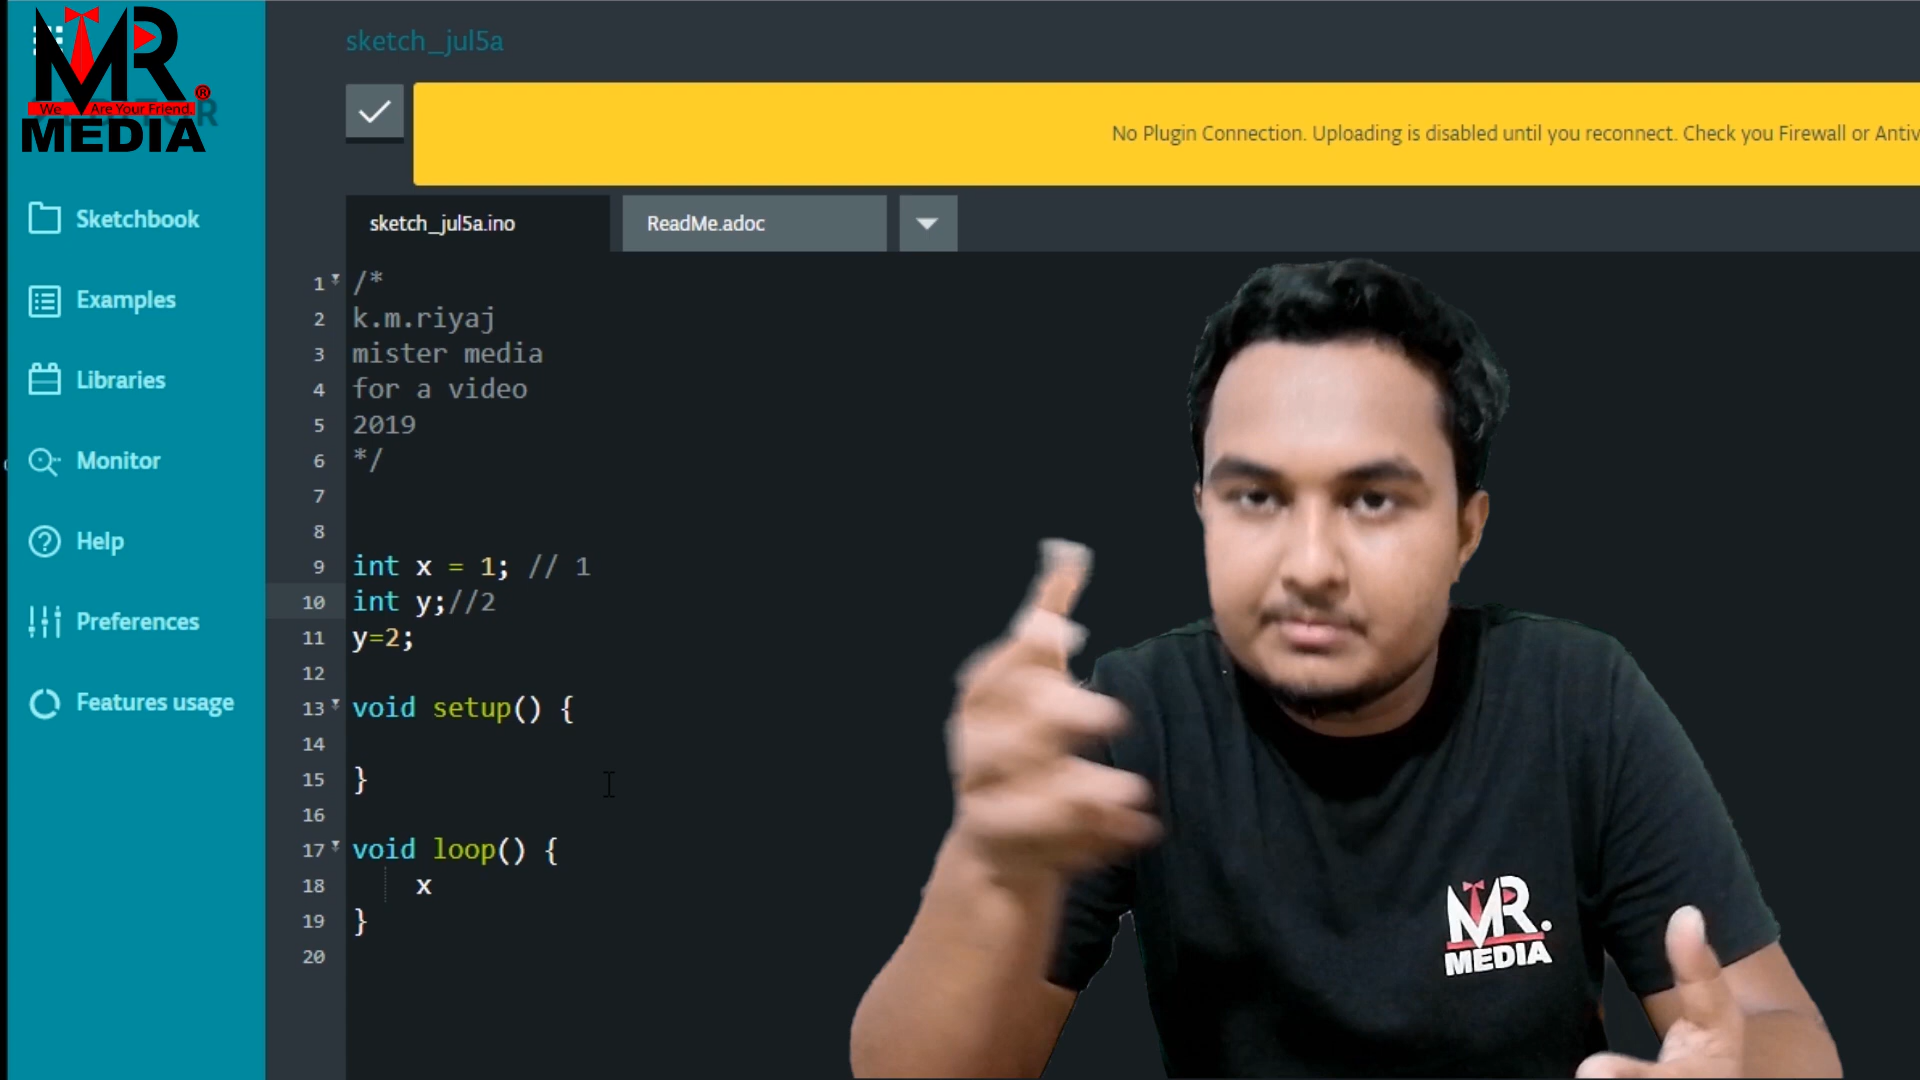 MR.
We Are Your Friend.
MEDIA
sketch_jul5a
No Plugin Connection. Uploading is disabled until you reconnect. Check you Firewall or
sketch_jul5a.ino
ReadMe.adoc
Sketchbook
Examples
Libraries
Monitor
Help
Preferences
Features usage
1 /*
2 k.m.riyaj
3 mister media
4 for a video
5 2019
6 */
7
8
9 int x = 1; // 1
10 int y;//2
11 y=2;
12
13 void setup() {
14
15 }
16
17 void loop() {
18 x
19 }
20
MR.
MEDIA